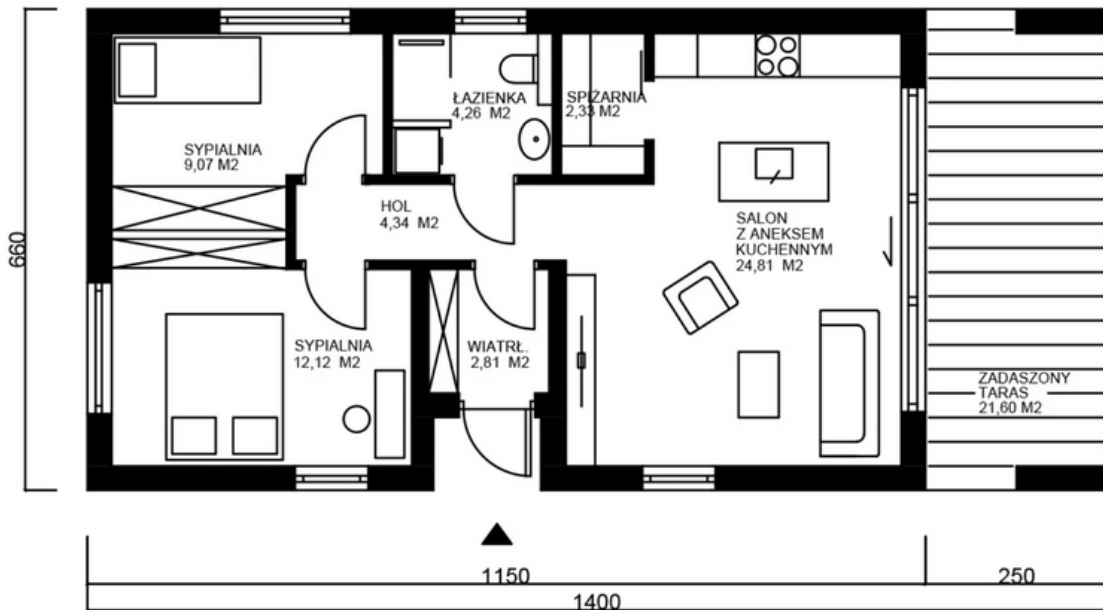 ŁAZIENKA
4,26 M2
SPIŻARNIA
2,33 M2
SYPIALNIA
9,07 M2
HOL
4,34 M2
SALON
Z ANEKSEM
KUCHENNYM
24,81 M2
660
SYPIALNIA
12,12 M2
WIATRŁ.
2,81 M2
ZADASZONY
TARAS
21,60 M2
1150
250
1400